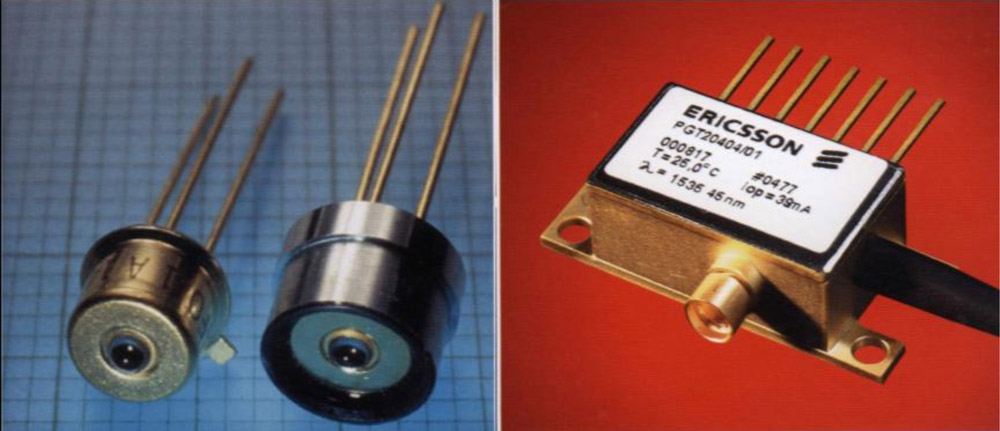 ERICSSON
PGT20404/01
000817 #0477
T=25,0°C Iop=39mA
λ=1535 45nm